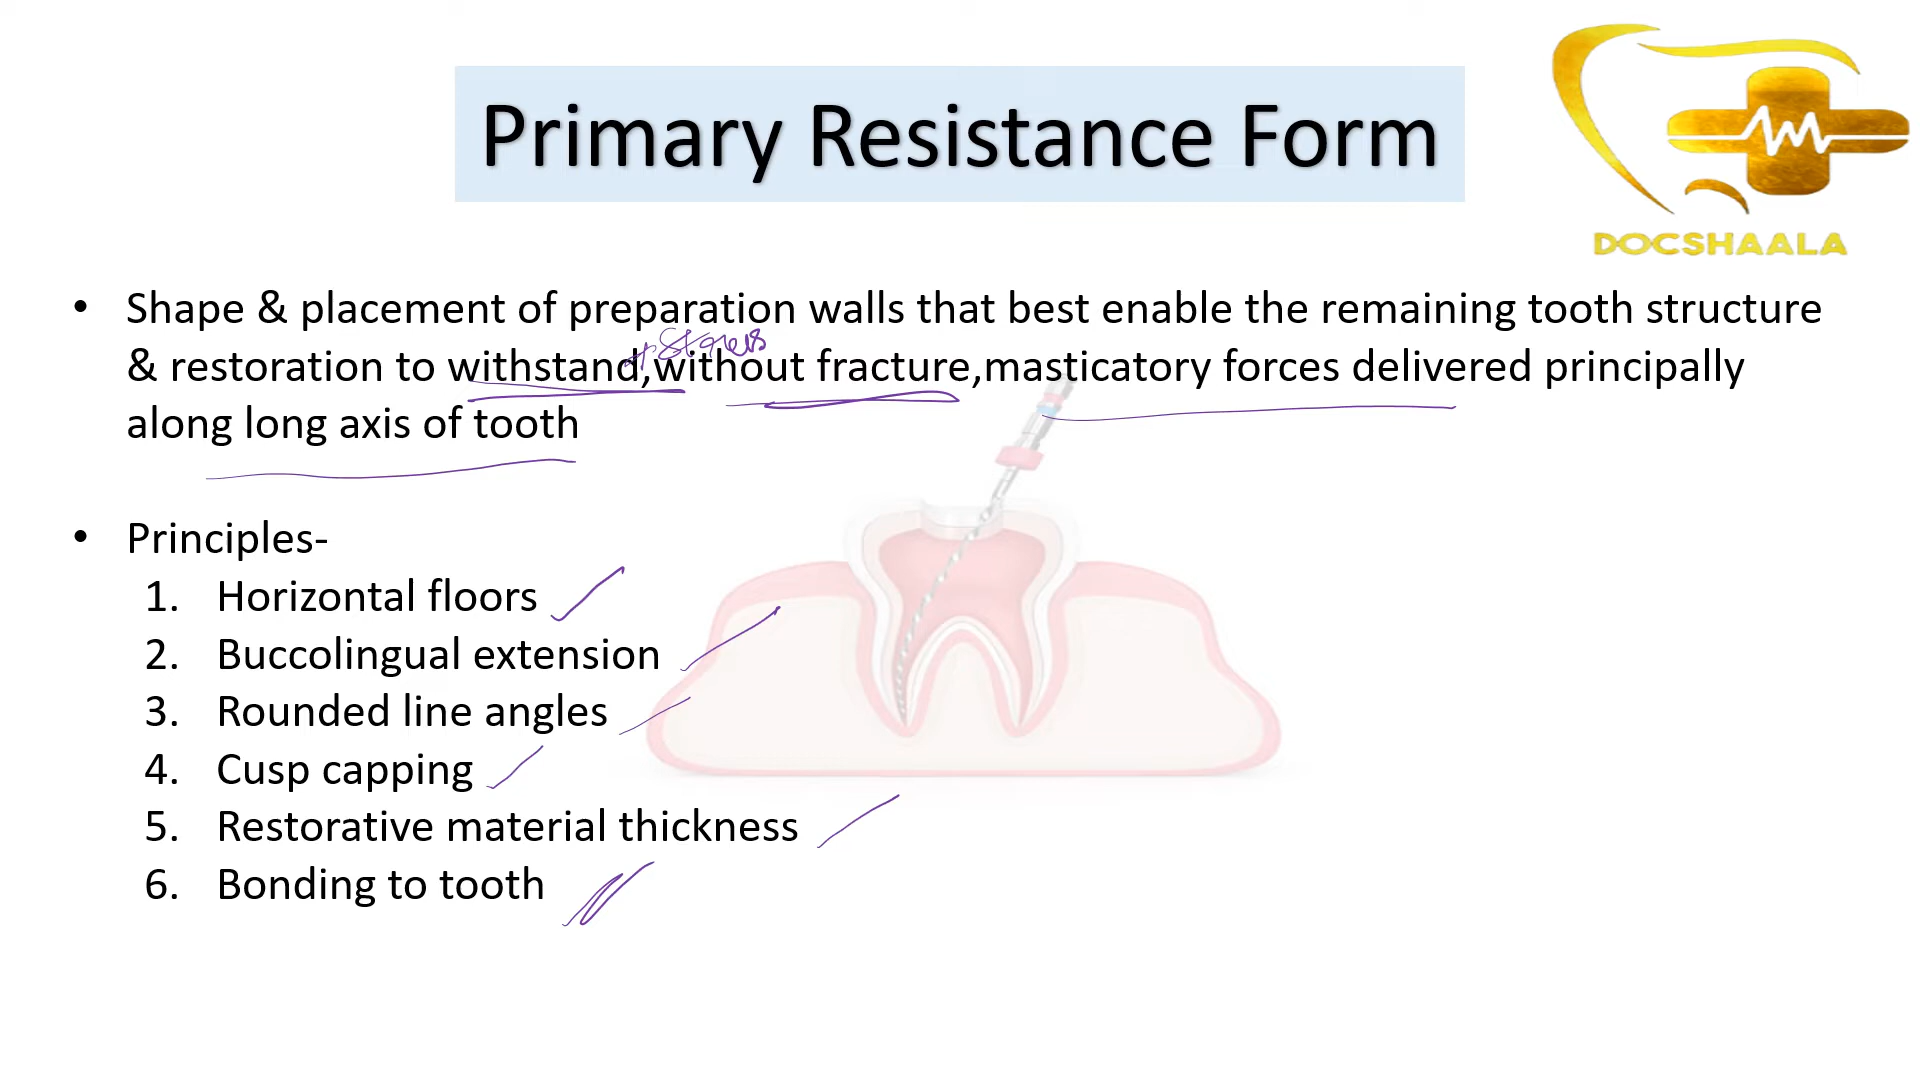 Primary Resistance Form
DOCSHAALA
• Shape & placement of preparation walls that best enable the remaining tooth structure
stress
& restoration to withstand,without fracture,masticatory forces delivered principally
along long axis of tooth
• Principles-
1. Horizontal floors
2. Buccolingual extension
3. Rounded line angles
4. Cusp capping
5. Restorative material thickness
6. Bonding to tooth